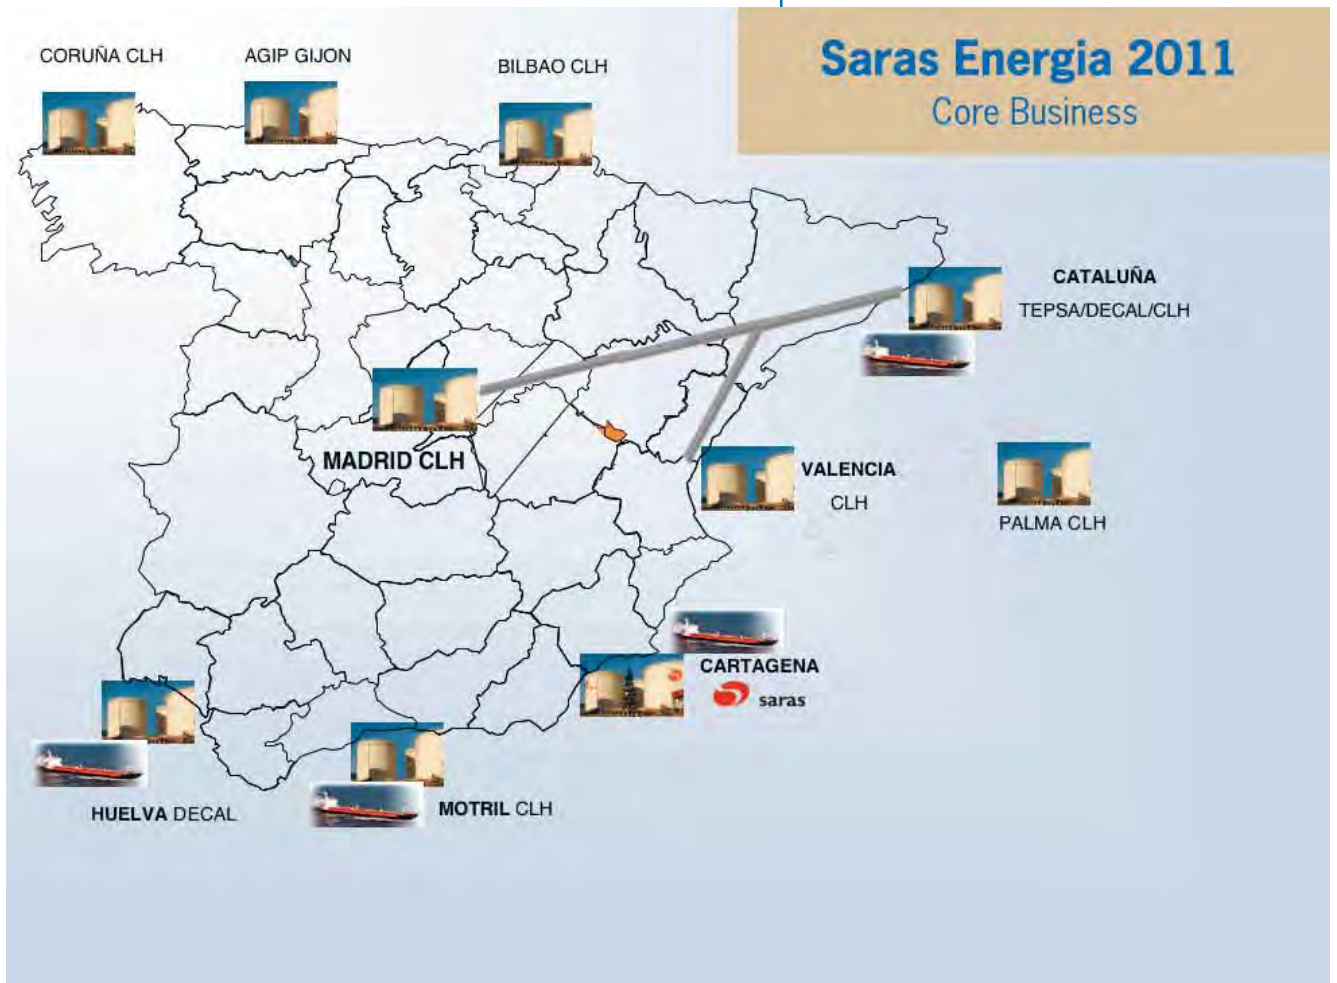 Saras Energia 2011
Core Business
CORUÑA CLH
AGIP GIJON
BILBAO CLH
CATALUÑA
TEPSA/DECAL/CLH
MADRID CLH
VALENCIA
CLH
PALMA CLH
CARTAGENA
saras
HUELVA DECAL
MOTRIL CLH